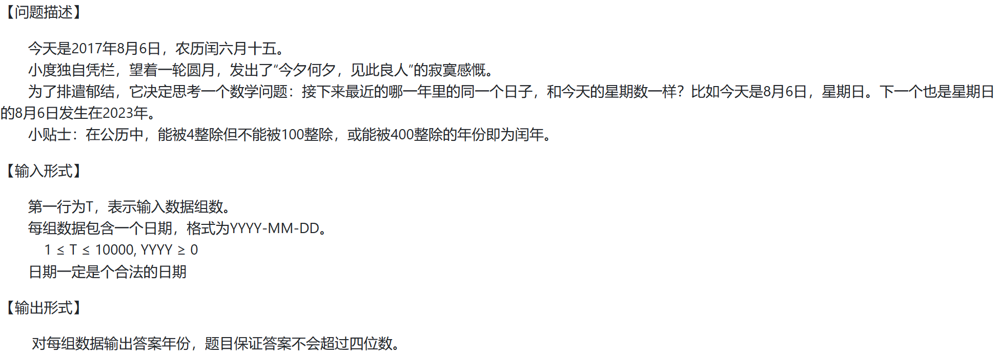 【问题描述】
今天是2017年8月6日，农历闰六月十五。
小度独自凭栏，望着一轮圆月，发出了“今夕何夕，见此良人”的寂寞感慨。
为了排遣郁结，它决定思考一个数学问题：接下来最近的哪一年里的同一个日子，和今天的星期数一样？比如今天是8月6日，星期日。下一个也是星期日
的8月6日发生在2023年。
小贴士：在公历中，能被4整除但不能被100整除，或能被400整除的年份即为闰年。
【输入形式】
第一行为T，表示输入数据组数。
每组数据包含一个日期，格式为YYYY-MM-DD。
1 ≤ T ≤ 10000, YYYY ≥ 0
日期一定是个合法的日期
【输出形式】
对每组数据输出答案年份，题目保证答案不会超过四位数。